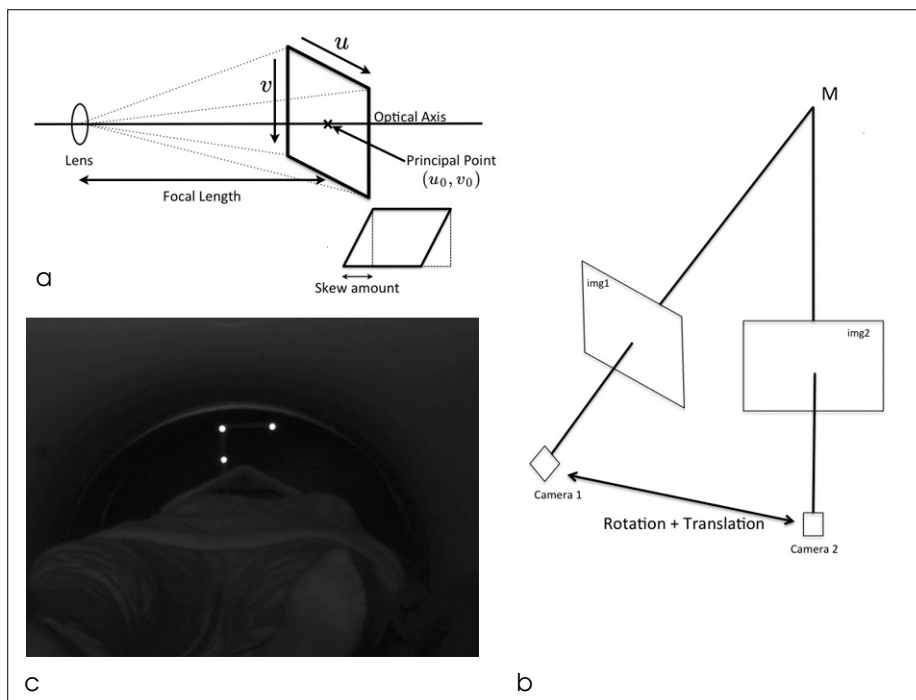 u
v
Optical Axis
Lens
Principal Point
(u₀, v₀)
Focal Length
Skew amount
a
M
img1
img2
Camera 1
Rotation + Translation
Camera 2
c
b